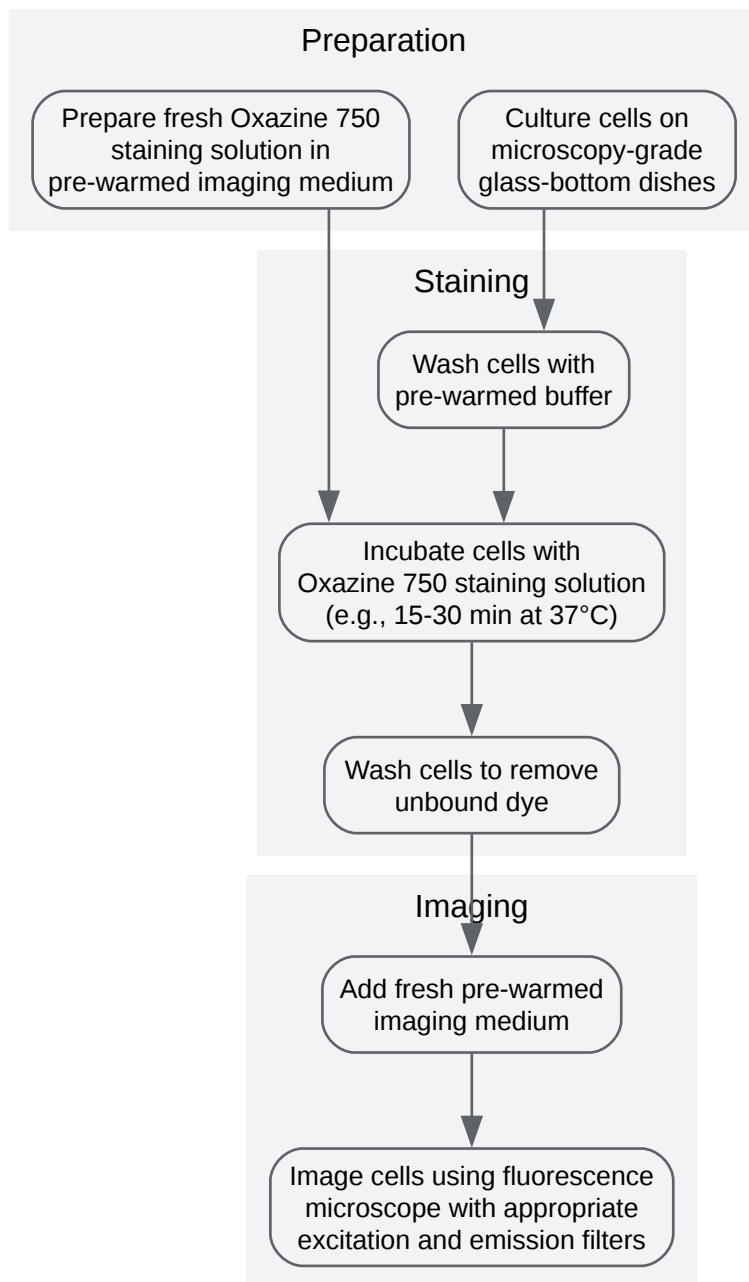 Preparation
Prepare fresh Oxazine 750
staining solution in
pre-warmed imaging medium
Culture cells on
microscopy-grade
glass-bottom dishes
Staining
Wash cells with
pre-warmed buffer
Incubate cells with
Oxazine 750 staining solution
(e.g., 15-30 min at 37°C)
Wash cells to remove
unbound dye
Imaging
Add fresh pre-warmed
imaging medium
Image cells using fluorescence
microscope with appropriate
excitation and emission filters